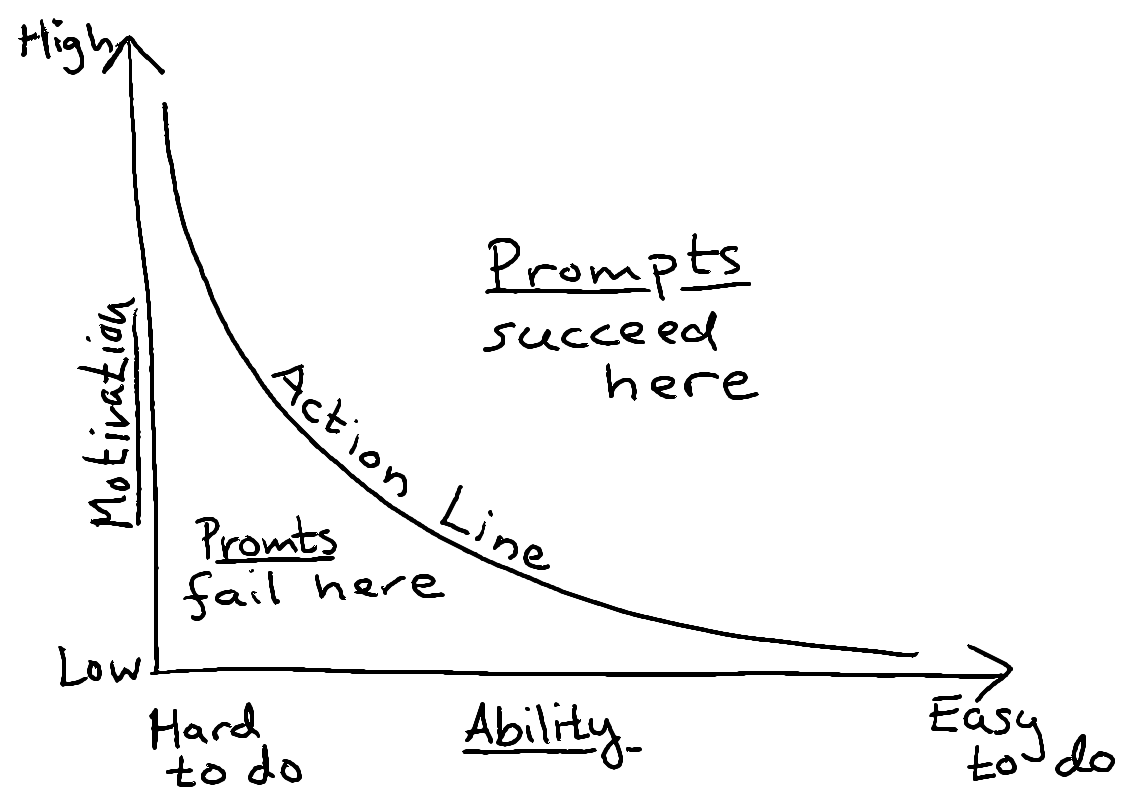 High
Prompts
succeed
here
Motivation
Action Line
Promts
fail here
Low
Hard
to do
Ability
Easy
to do